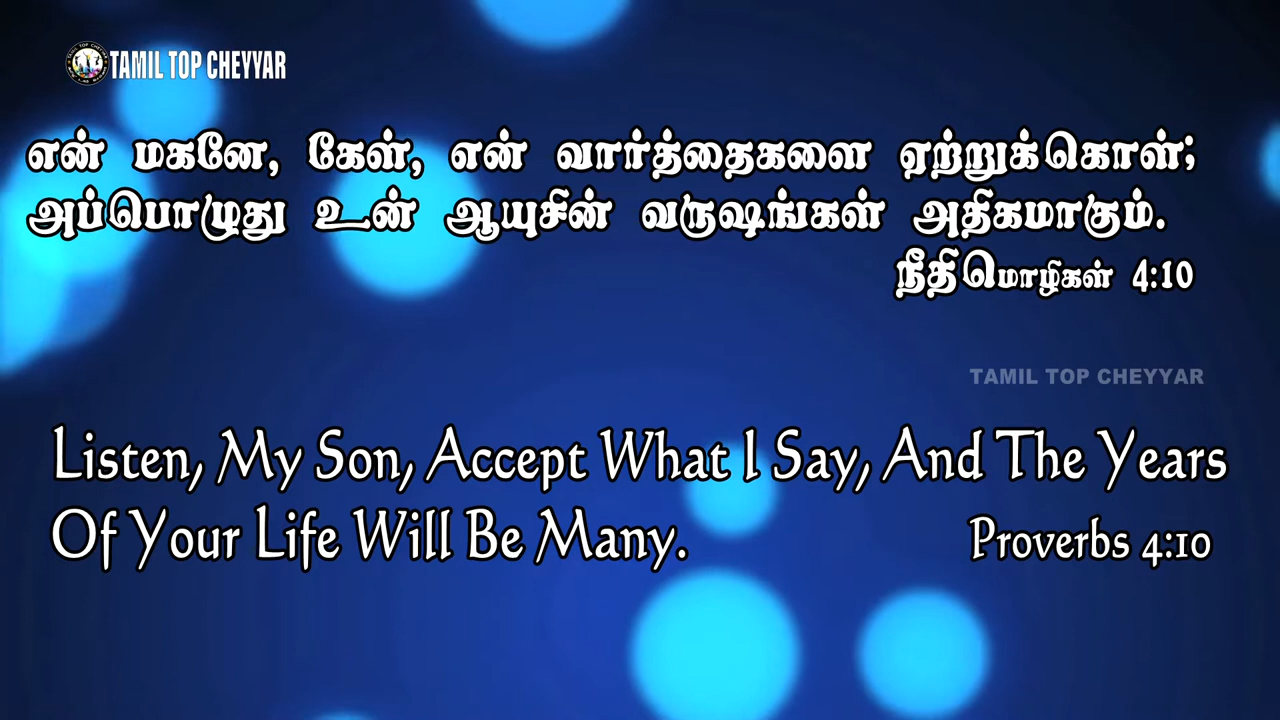 TAMIL TOP CHEYYAR
என் மகனே, கேள், என் வார்த்தைகளை ஏற்றுக்கொள்;
அப்பொழுது உன் ஆயுசின் வருஷங்கள் அதிகமாகும்.
நீதிமொழிகள் 4:10
TAMIL TOP CHEYYAR
Listen, My Son, Accept What I Say, And The Years
Of Your Life Will Be Many.
Proverbs 4:10